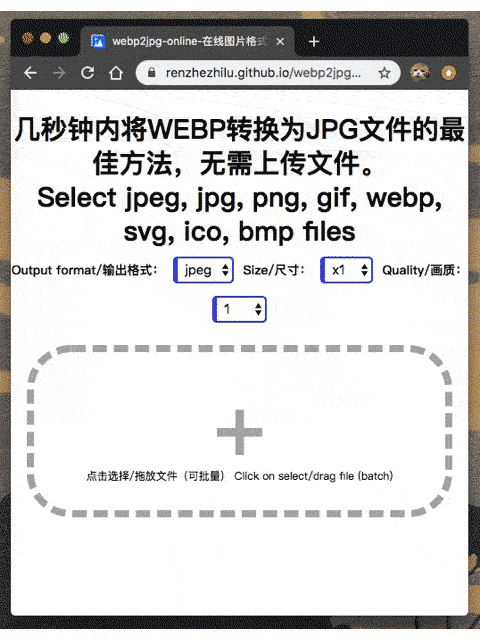 webp2jpg-online-在线图片格式
renzhezhilu.github.io/webp2jpg...
几秒钟内将WEBP转换为JPG文件的最
佳方法，无需上传文件。
Select jpeg, jpg, png, gif, webp,
svg, ico, bmp files
Output format/输出格式： jpeg Size/尺寸： x1 Quality/画质：
1
点击选择/拖放文件（可批量） Click on select/drag file (batch)